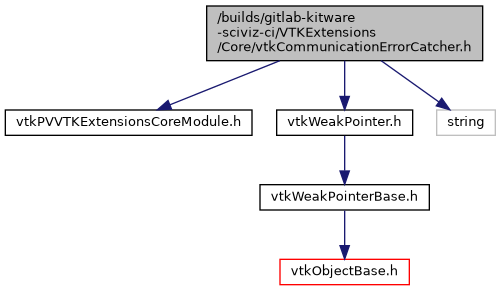 /builds/gitlab-kitware
-sciviz-ci/VTKExtensions
/Core/vtkCommunicationErrorCatcher.h
vtkPVVTKExtensionsCoreModule.h
vtkWeakPointer.h
string
vtkWeakPointerBase.h
vtkObjectBase.h